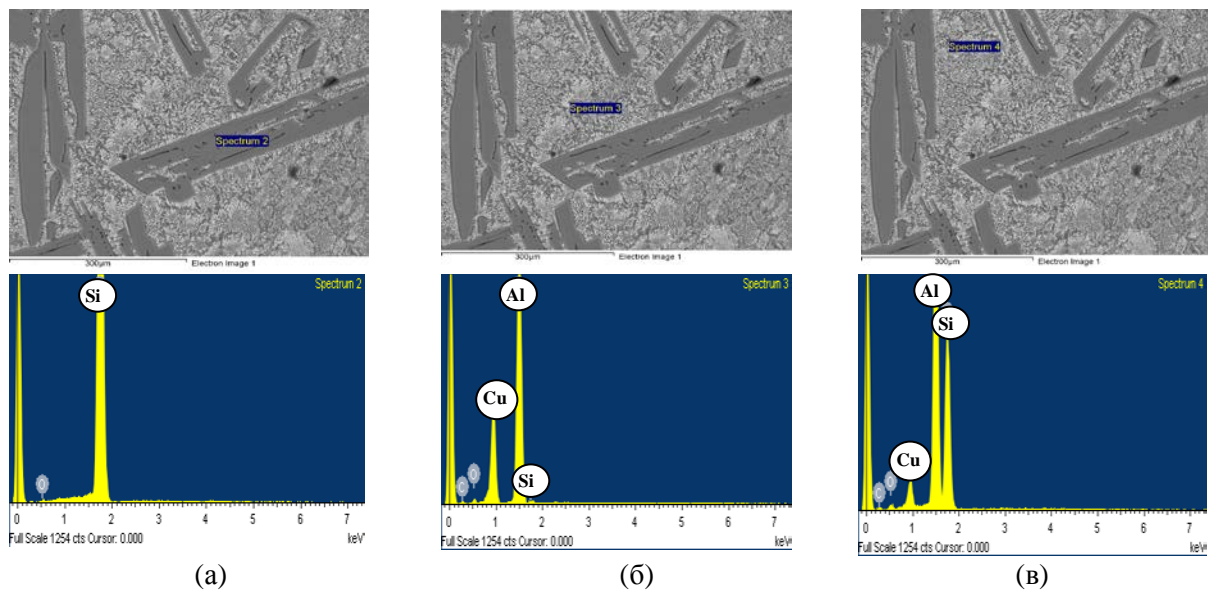 Spectrum 2
300µm
Electron Image 1
Spectrum 3
300µm
Electron Image 1
Spectrum 4
300µm
Electron Image 1
Spectrum 2
Si
O
0 1 2 3 4 5 6 7
Full Scale 1254 cts Cursor: 0.000
keV
Spectrum 3
Al
Cu
Si
C
O
0 1 2 3 4 5 6 7
Full Scale 1254 cts Cursor: 0.000
keV
Spectrum 4
Al
Si
Cu
C
O
0 1 2 3 4 5 6 7
Full Scale 1254 cts Cursor: 0.000
keV
(а)
(б)
(в)